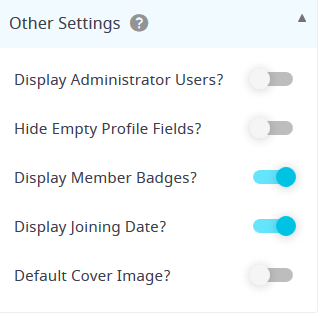 Other Settings ?
Display Administrator Users?
Hide Empty Profile Fields?
Display Member Badges?
Display Joining Date?
Default Cover Image?